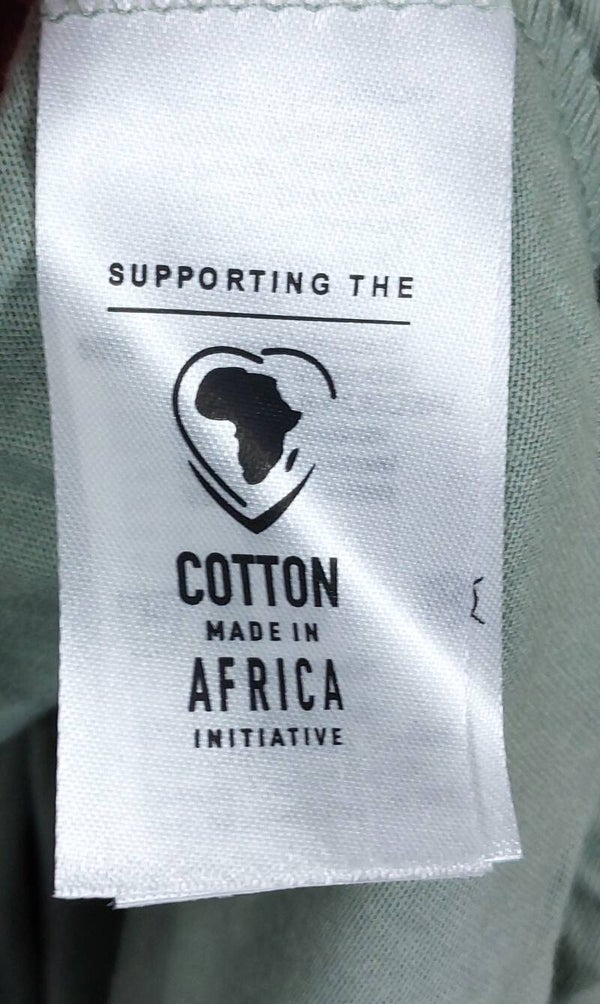 SUPPORTING THE
COTTON
MADE IN
AFRICA
INITIATIVE